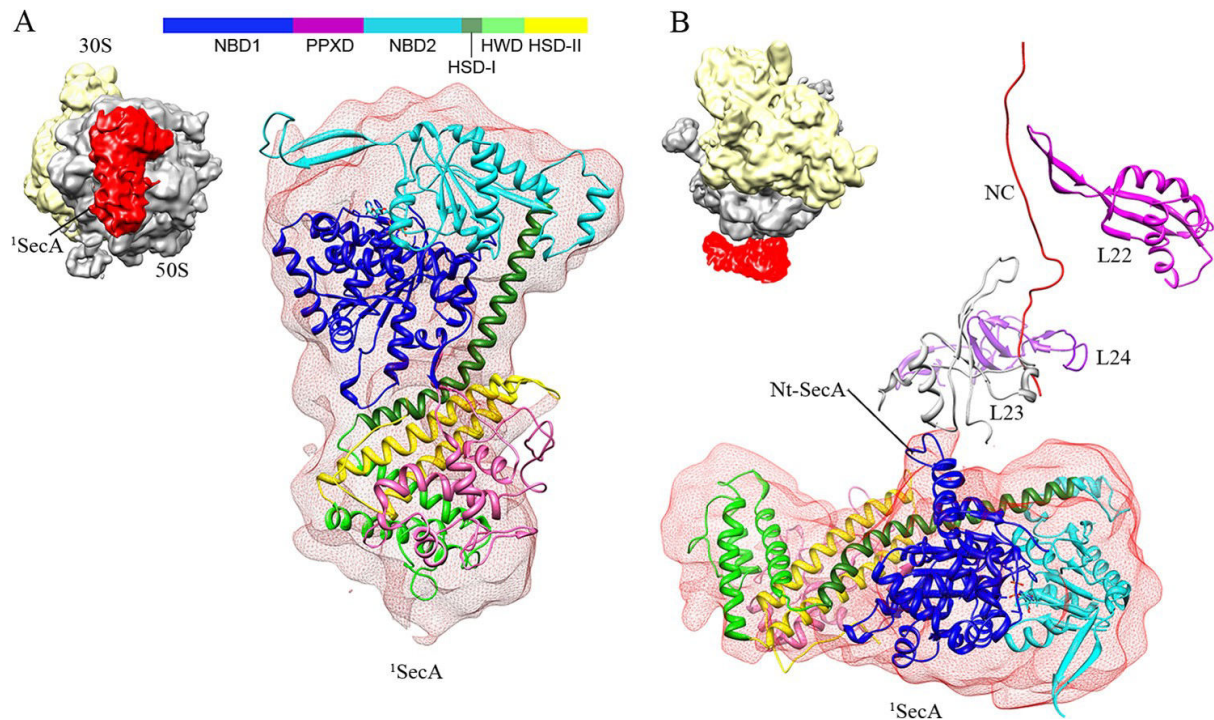 A
NBD1 PPXD NBD2 HWD HSD-II
HSD-I
30S
¹SecA
50S
¹SecA
B
NC
L22
L24
L23
Nt-SecA
¹SecA